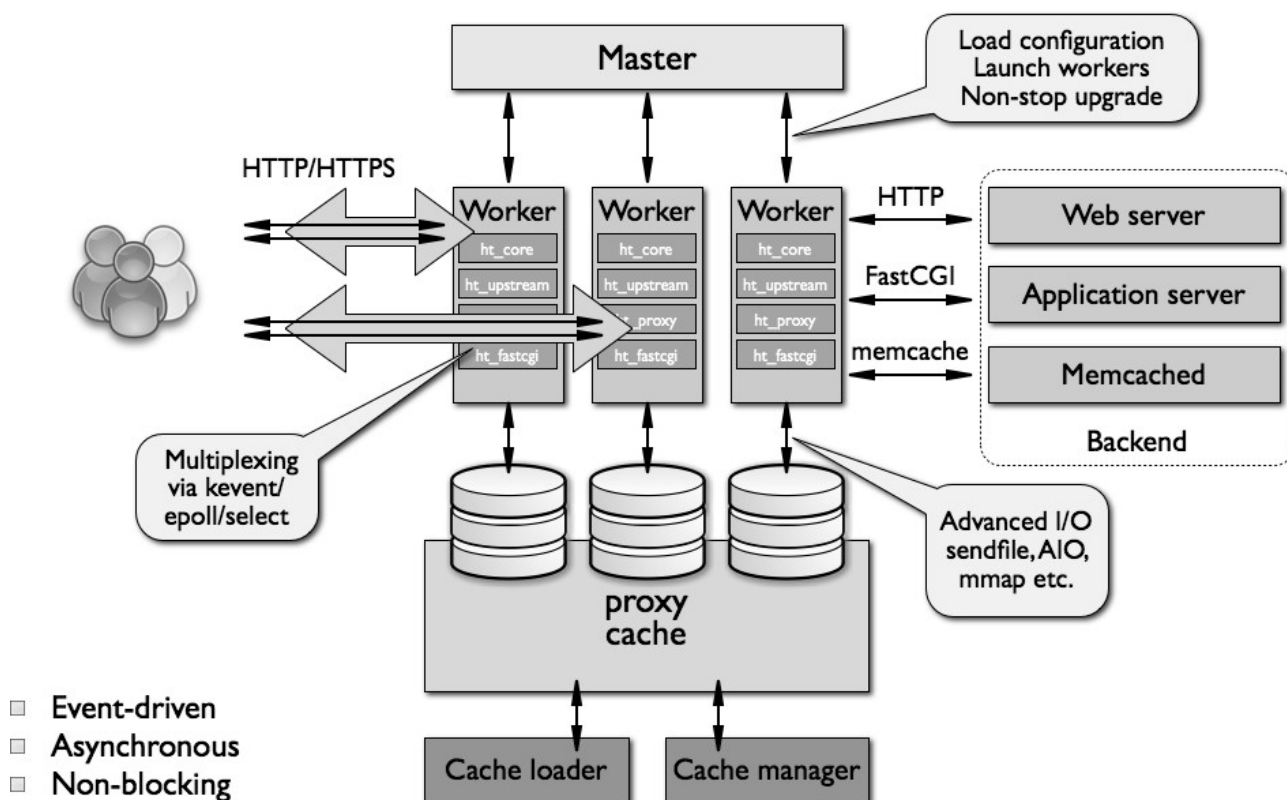 Master
Load configuration
Launch workers
Non-stop upgrade
HTTP/HTTPS
Worker
ht_core
ht_upstream
ht_fastcgi
Worker
ht_core
ht_upstream
ht_proxy
ht_fastcgi
Worker
ht_core
ht_upstream
ht_proxy
ht_fastcgi
HTTP
FastCGI
memcache
Web server
Application server
Memcached
Backend
Multiplexing
via kevent/
epoll/select
Advanced I/O
sendfile, AIO,
mmap etc.
proxy
cache
Cache loader
Cache manager
Event-driven
Asynchronous
Non-blocking